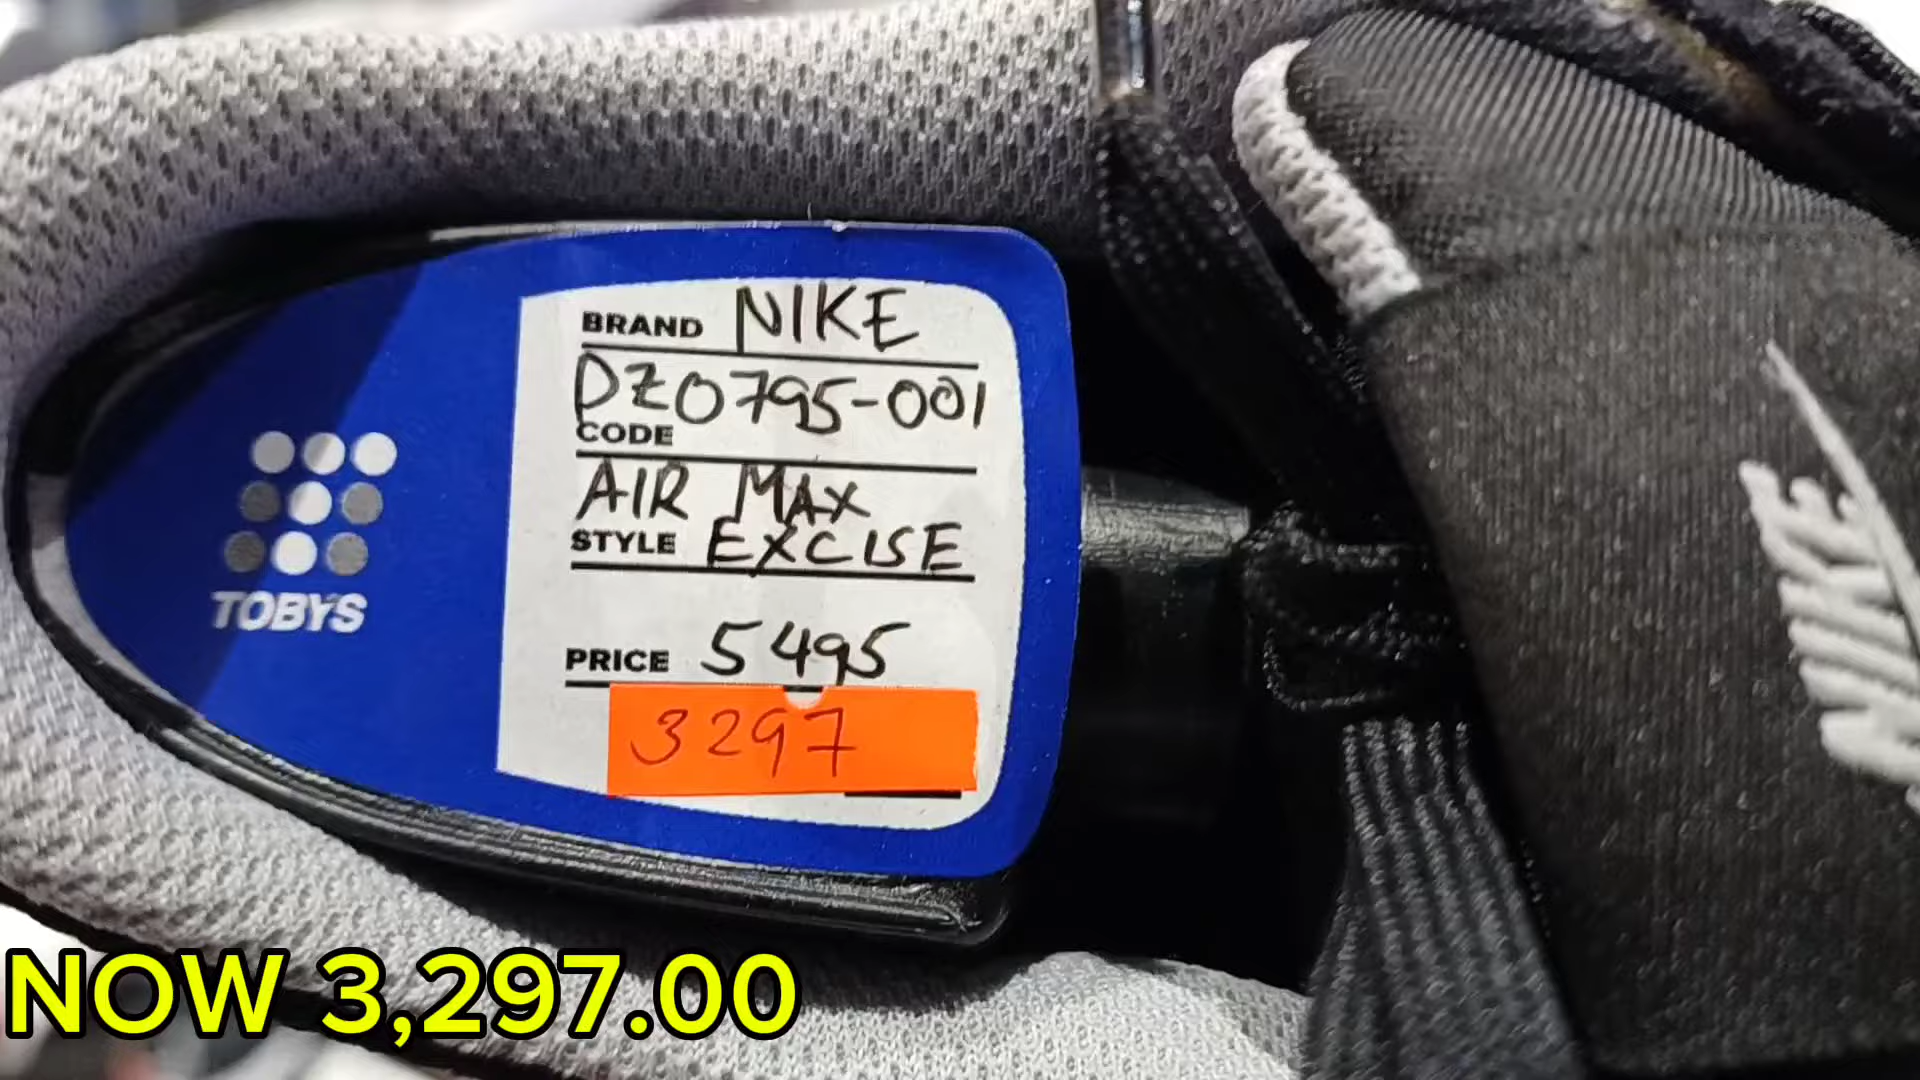 BRAND NIKE
DZ0795-001
CODE
AIR MAX
STYLE EXCISE
PRICE 5495
3297
TOBYS
NOW 3,297.00